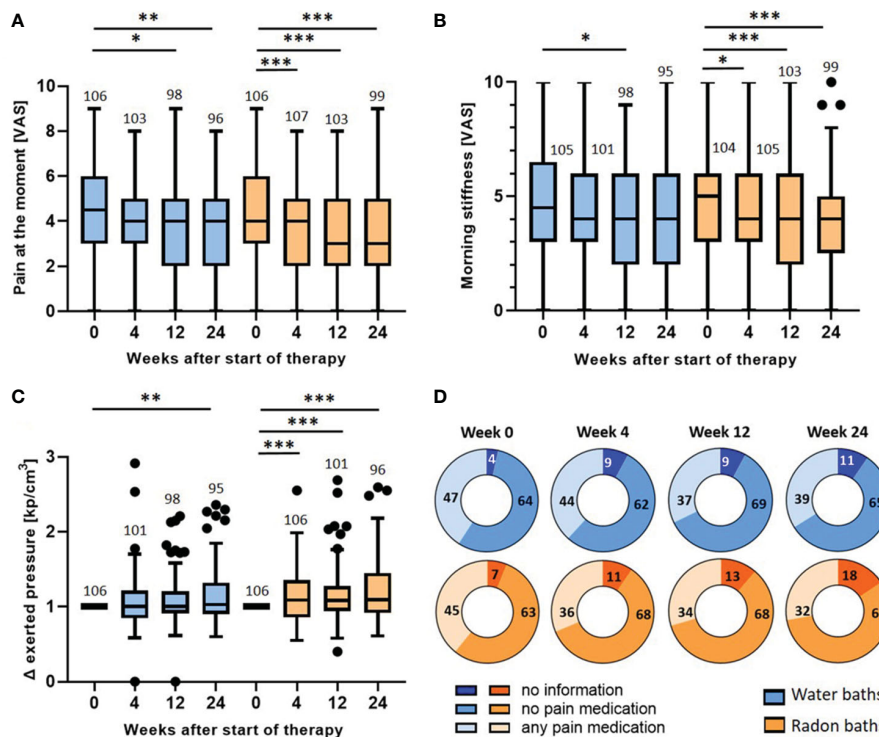 A
** ***
* ***
***
106 98 106 99
103 96 107 103
Pain at the moment [VAS]
10
8
6
4
2
0
0 4 12 24 0 4 12 24
Weeks after start of therapy
B
***
* ***
*
95 103 99
98
105 101 104 105
Morning stiffness [VAS]
10
5
0
0 4 12 24 0 4 12 24
Weeks after start of therapy
C
** ***
***
***
106 101 98 95 106 106 101 96
Δ exerted pressure [kp/cm³]
3
2
1
0
0 4 12 24 0 4 12 24
Weeks after start of therapy
D
Week 0 Week 4 Week 12 Week 24
4 9 9 11
47 64 44 62 37 69 39 65
7 11 13 18
45 63 36 68 34 68 32
no information
no pain medication
any pain medication
Water baths
Radon baths